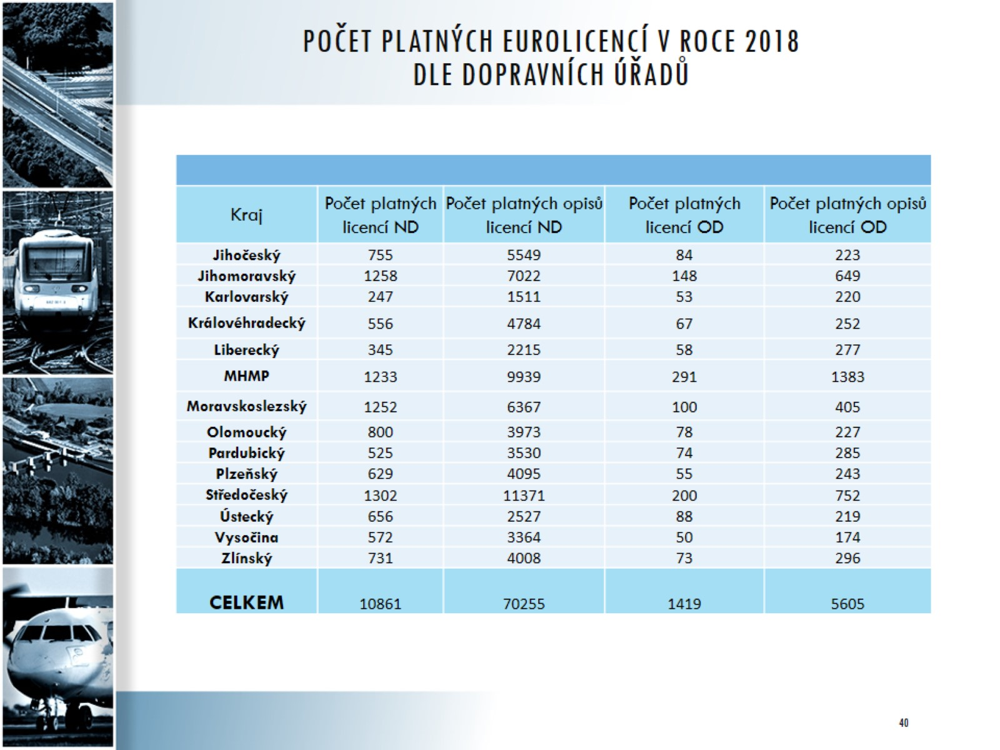 POČET PLATNÝCH EUROLICENCÍ V ROCE 2018
DLE DOPRAVNÍCH ÚŘADŮ
Kraj Počet platných licencí ND Počet platných opisů licencí ND Počet platných licencí OD Počet platných opisů licencí OD
Jihočeský 755 5549 84 223
Jihomoravský 1258 7022 148 649
Karlovarský 247 1511 53 220
Královéhradecký 556 4784 67 252
Liberecký 345 2215 58 277
MHMP 1233 9939 291 1383
Moravskoslezský 1252 6367 100 405
Olomoucký 800 3973 78 227
Pardubický 525 3530 74 285
Plzeňský 629 4095 55 243
Středočeský 1302 11371 200 752
Ústecký 656 2527 88 219
Vysočina 572 3364 50 174
Zlínský 731 4008 73 296
CELKEM 10861 70255 1419 5605
40